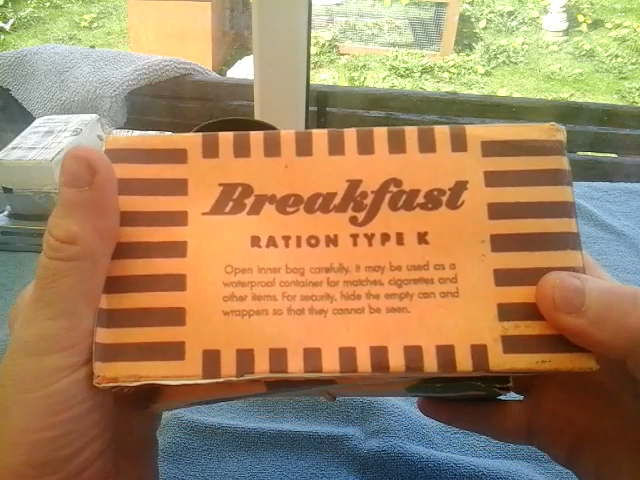 Breakfast
RATION TYPE K
Open inner bag carefully. It may be used as a
waterproof container for matches, cigarettes and
other items. For security, hide the empty can and
wrappers so that they cannot be seen.